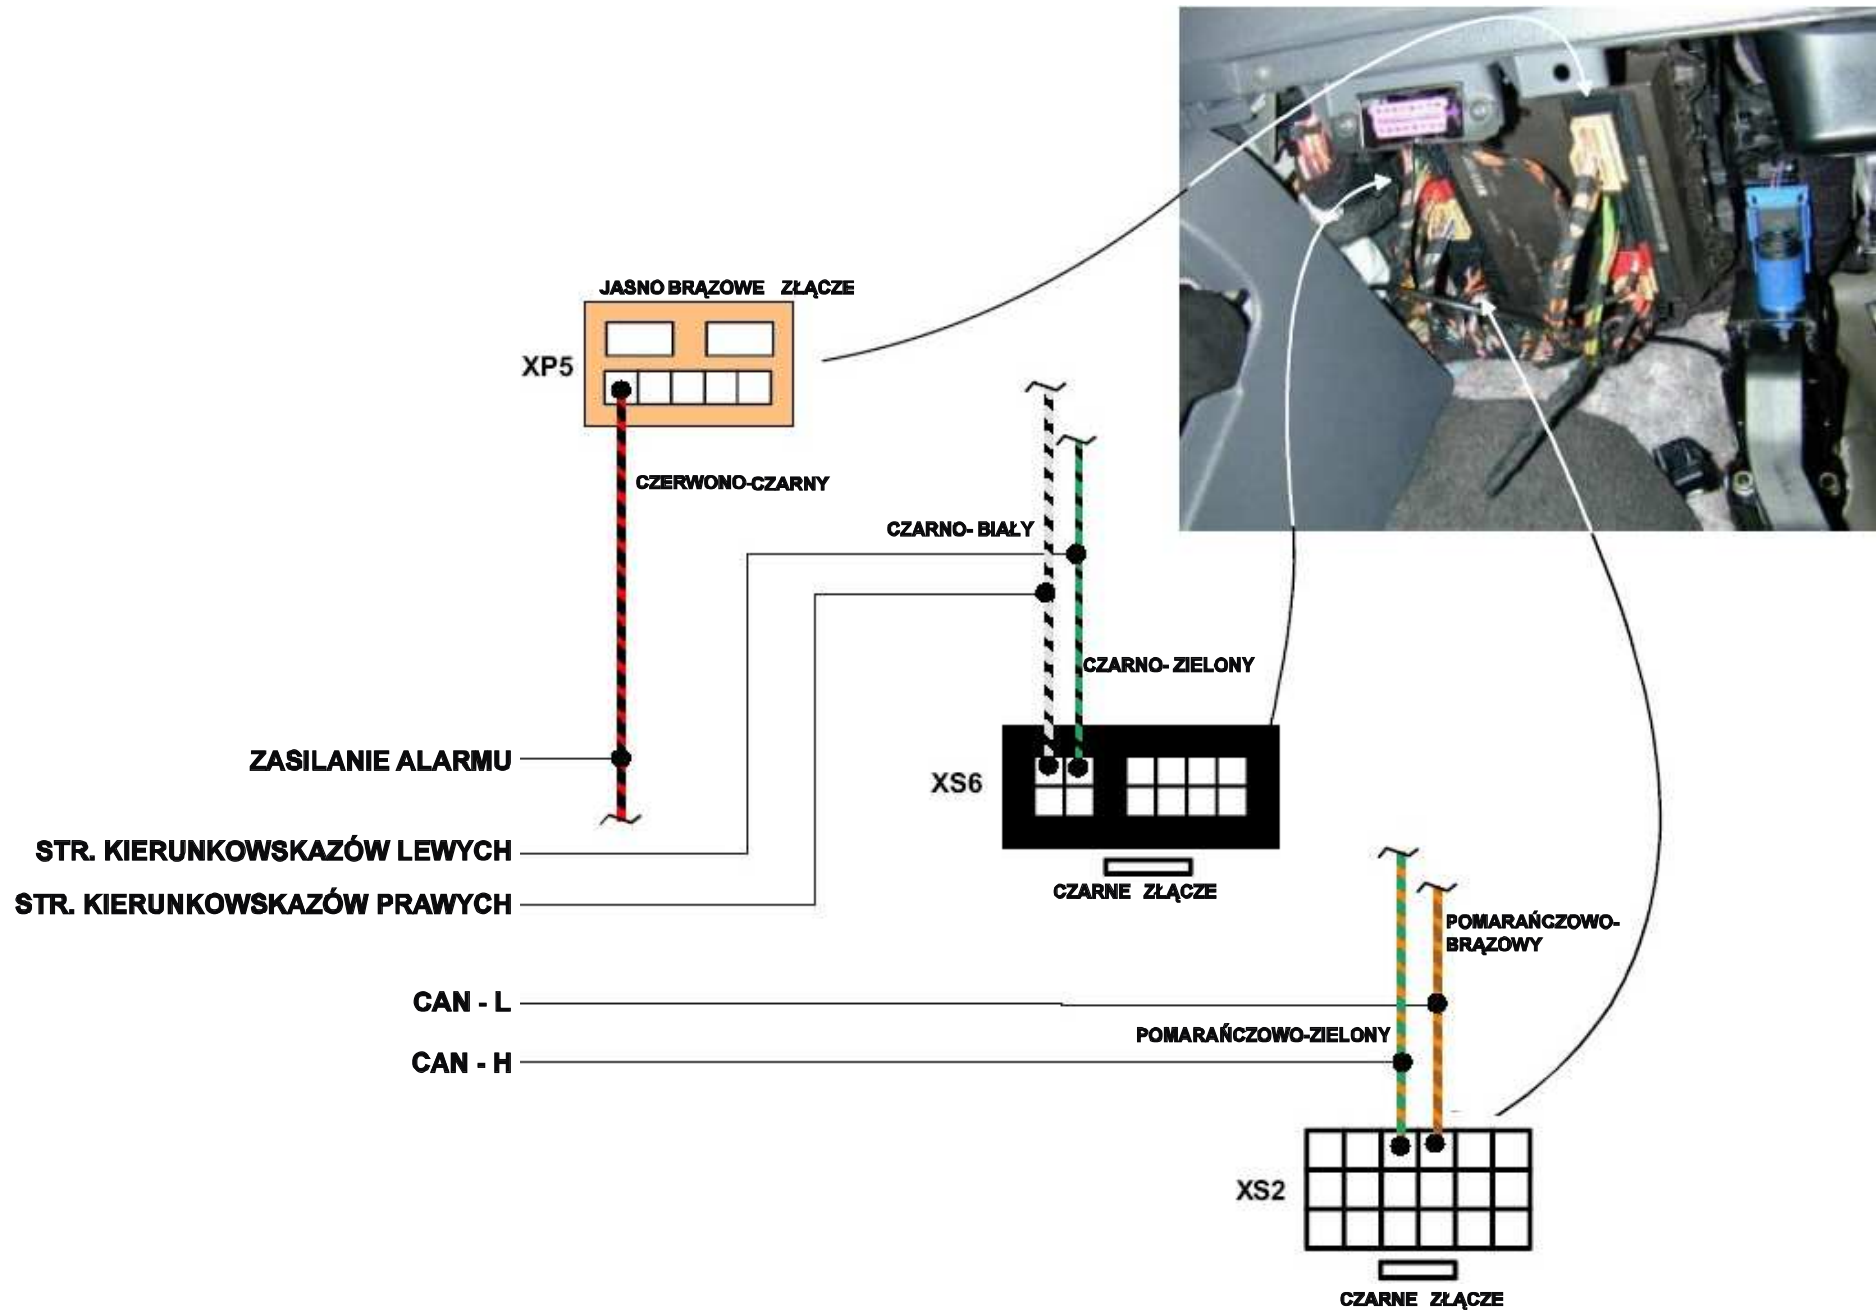 JASNO BRĄZOWE ZŁĄCZE
XP5
CZERWONO-CZARNY
CZARNO- BIAŁY
CZARNO- ZIELONY
ZASILANIE ALARMU
XS6
STR. KIERUNKOWSKAZÓW LEWYCH
CZARNE ZŁĄCZE
STR. KIERUNKOWSKAZÓW PRAWYCH
POMARAŃCZOWO-
BRĄZOWY
CAN - L
POMARAŃCZOWO-ZIELONY
CAN - H
XS2
CZARNE ZŁĄCZE